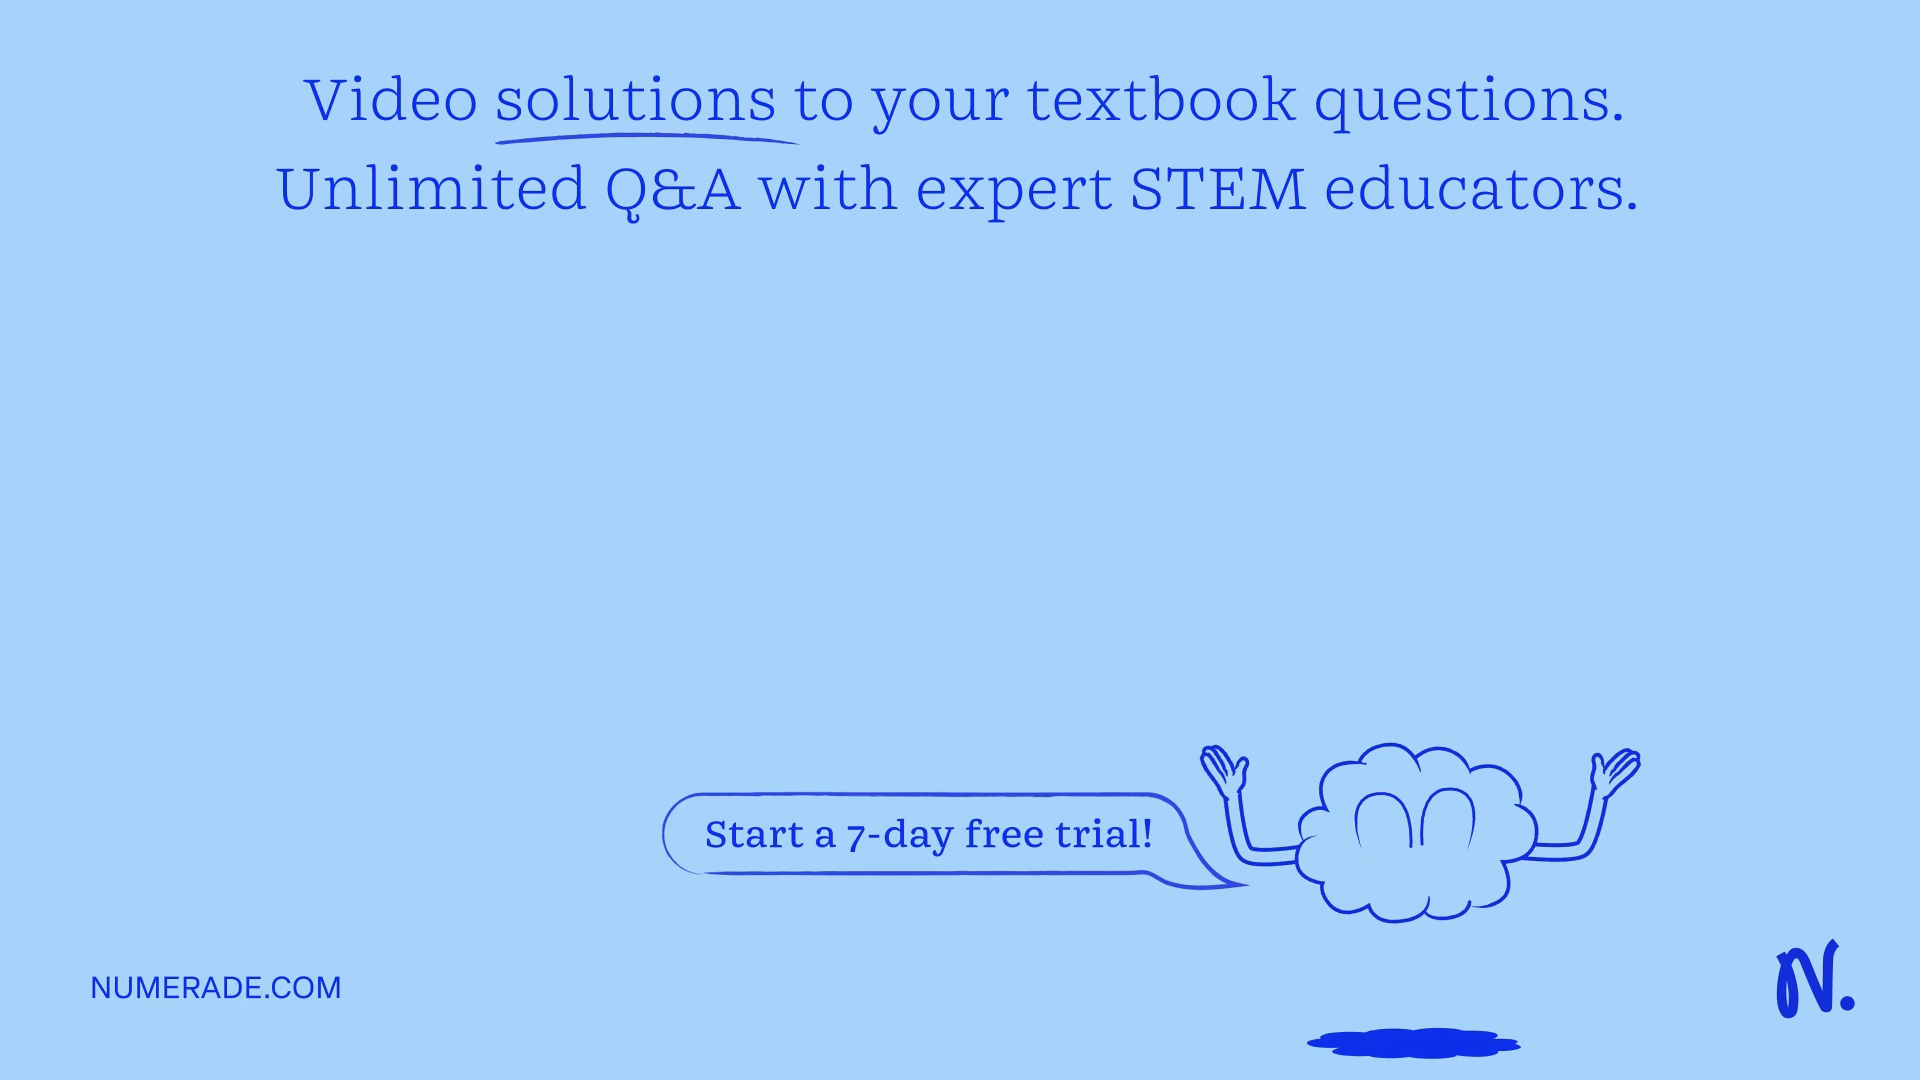 Video solutions to your textbook questions.
Unlimited Q&A with expert STEM educators.
Start a 7-day free trial!
NUMERADE.COM
N.